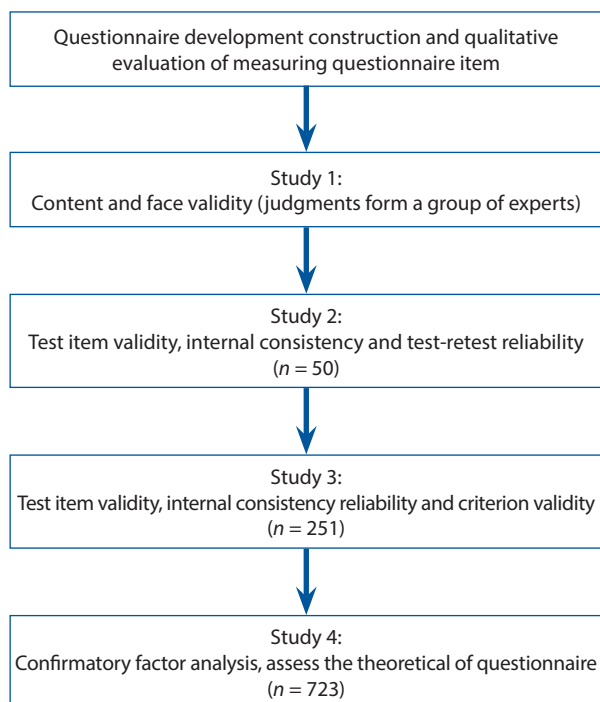 Questionnaire development construction and qualitative
evaluation of measuring questionnaire item
Study 1:
Content and face validity (judgments form a group of experts)
Study 2:
Test item validity, internal consistency and test-retest reliability
(n = 50)
Study 3:
Test item validity, internal consistency reliability and criterion validity
(n = 251)
Study 4:
Confirmatory factor analysis, assess the theoretical of questionnaire
(n = 723)